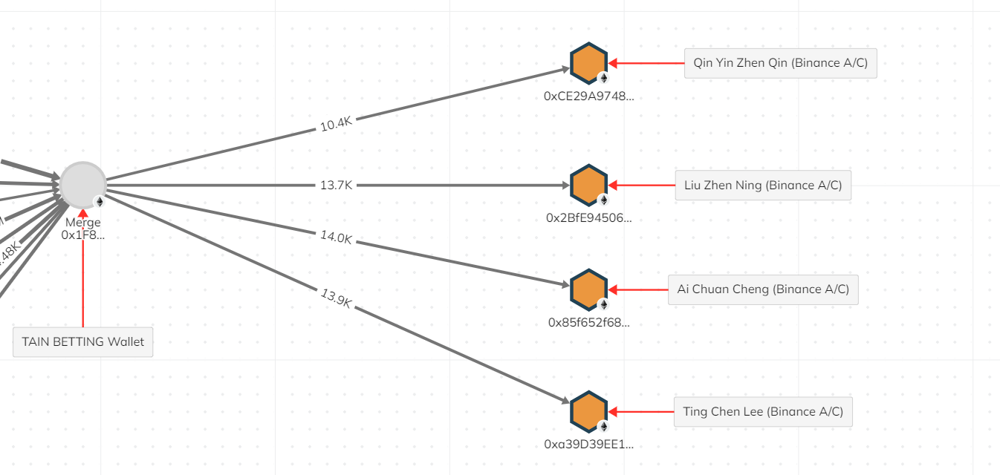 Qin Yin Zhen Qin (Binance A/C)
0xCE29A9748...
10.4K
13.7K
Liu Zhen Ning (Binance A/C)
0x2BfE94506...
Merge
0x1F8...
14.0K
.48K
Ai Chuan Cheng (Binance A/C)
13.9K
0x85f652f68...
TAIN BETTING Wallet
Ting Chen Lee (Binance A/C)
0xa39D39EE1...